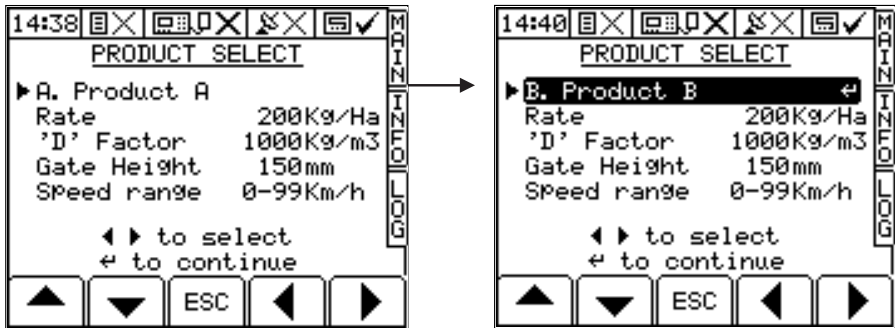 14:38
PRODUCT SELECT
A. Product A
Rate 200Kg/Ha
'D' Factor 1000Kg/m3
Gate Height 150mm
Speed range 0-99Km/h
to select
to continue
ESC
MAIN
INFO
LOG
14:40
PRODUCT SELECT
B. Product B
Rate 200Kg/Ha
'D' Factor 1000Kg/m3
Gate Height 150mm
Speed range 0-99Km/h
to select
to continue
ESC
MAIN
INFO
LOG